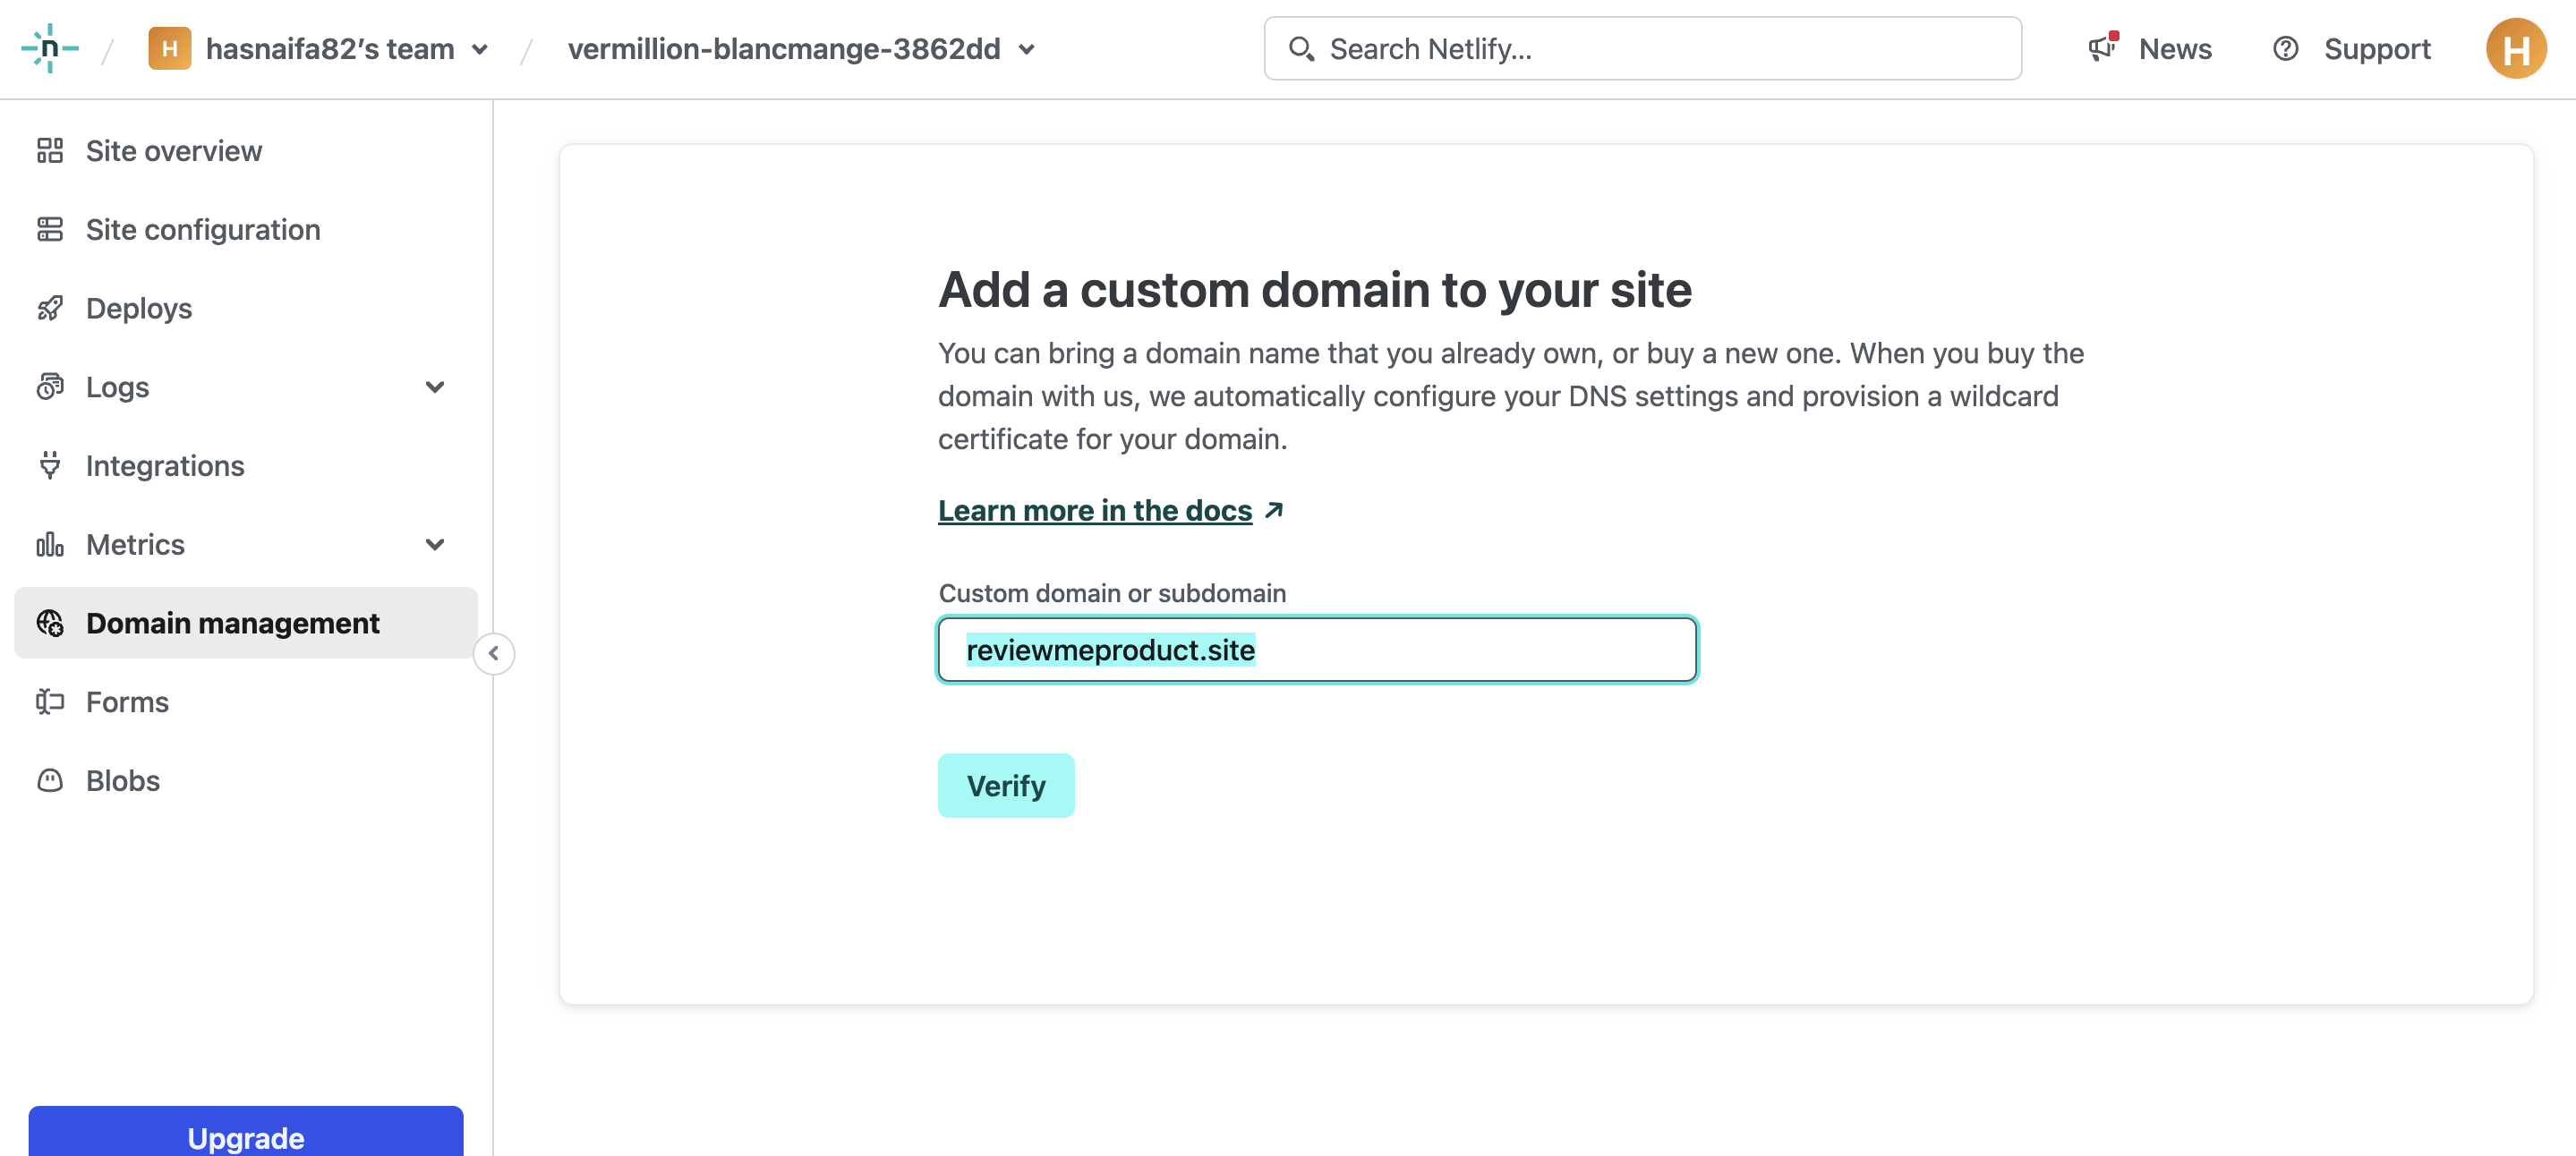 n
H hasnaifa82's team / vermillion-blancmange-3862dd
Search Netlify...
News
Support
H
Site overview
Site configuration
Deploys
Logs
Integrations
Metrics
Domain management
Forms
Blobs
Upgrade
Add a custom domain to your site
You can bring a domain name that you already own, or buy a new one. When you buy the
domain with us, we automatically configure your DNS settings and provision a wildcard
certificate for your domain.
Learn more in the docs
Custom domain or subdomain
reviewmeproduct.site
Verify